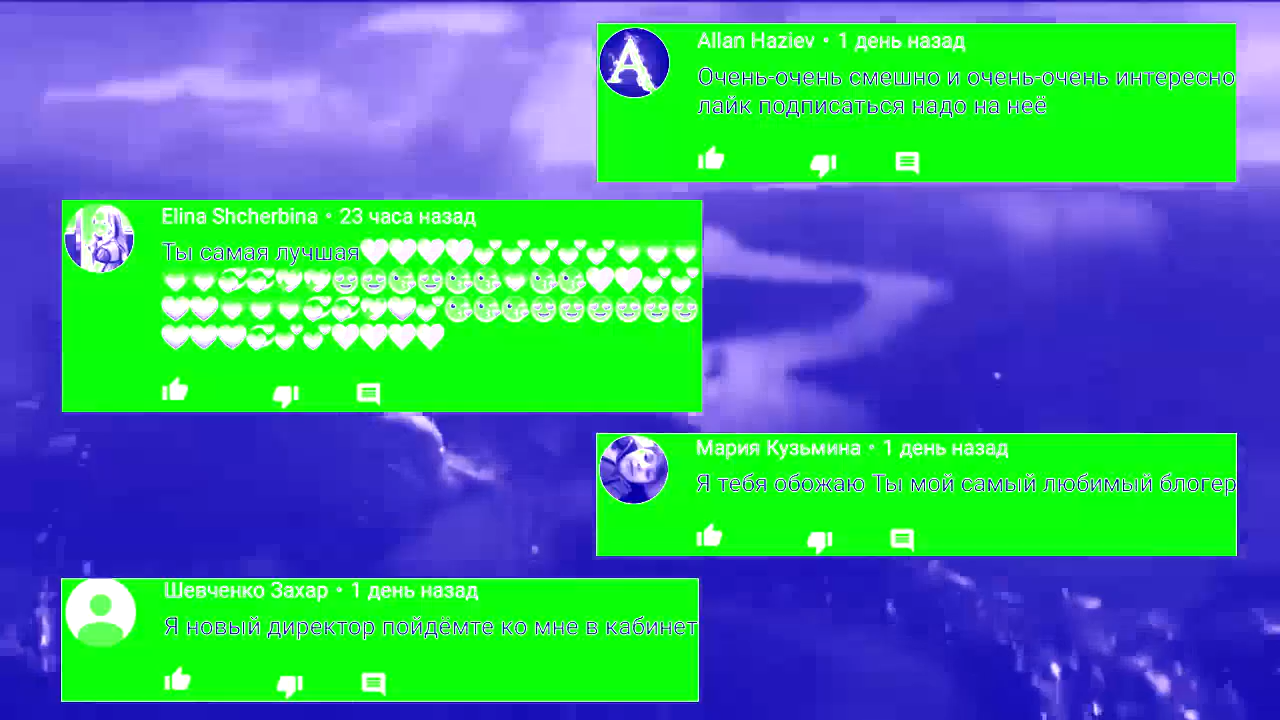 Allan Haziev • 1 день назад
Очень-очень смешно и очень-очень интересно
лайк подписаться надо на неё
Elina Shcherbina • 23 часа назад
Ты самая лучшая
Мария Кузьмина • 1 день назад
Я тебя обожаю Ты мой самый любимый блогер
Шевченко Захар • 1 день назад
Я новый директор пойдёмте ко мне в кабинет